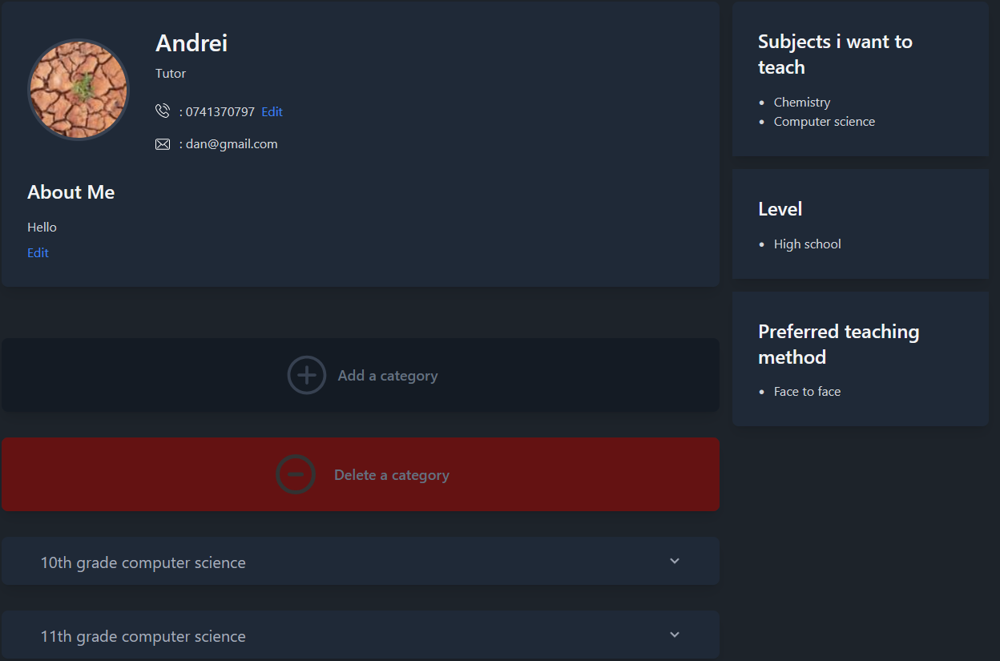 Andrei
Tutor
: 0741370797 Edit
: dan@gmail.com
About Me
Hello
Edit
Add a category
Delete a category
10th grade computer science
11th grade computer science
Subjects i want to
teach
• Chemistry
• Computer science
Level
• High school
Preferred teaching
method
• Face to face